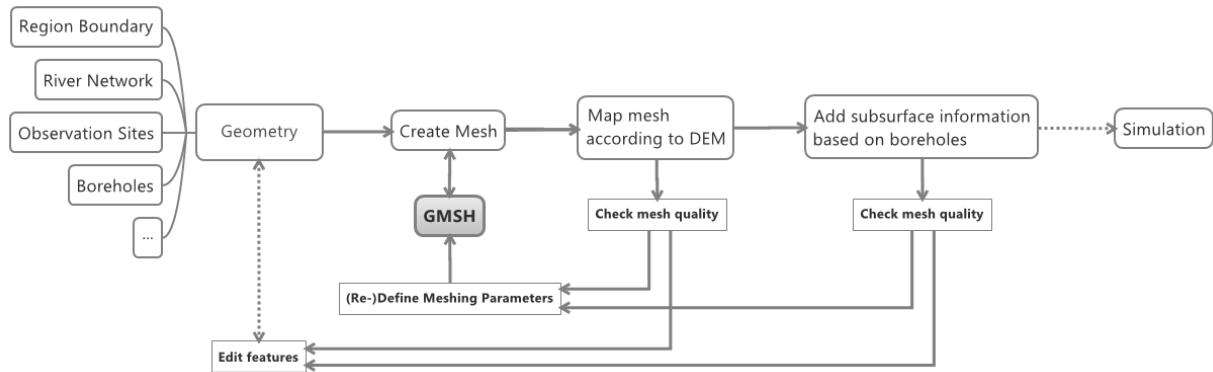 Region Boundary
River Network
Observation Sites
Boreholes
...
Geometry
Create Mesh
Map mesh
according to DEM
Add subsurface information
based on boreholes
Simulation
GMSH
Check mesh quality
Check mesh quality
(Re-)Define Meshing Parameters
Edit features